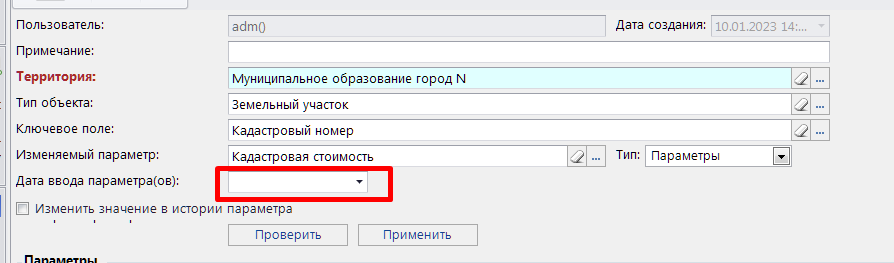 Пользователь: adm() Дата создания: 10.01.2023 14:...
Примечание:
Территория: Муниципальное образование город N ...
Тип объекта: Земельный участок ...
Ключевое поле: Кадастровый номер ...
Изменяемый параметр: Кадастровая стоимость ... Тип: Параметры
Дата ввода параметра(ов):
Изменить значение в истории параметра
Проверить Применить
Параметры